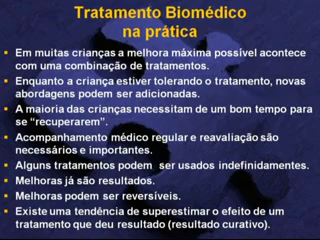 Tratamento Biomédico
na prática
Em muitas crianças a melhora máxima possível acontece
com uma combinação de tratamentos.
Enquanto a criança estiver tolerando o tratamento, novas
abordagens podem ser adicionadas.
A maioria das crianças necessitam de um bom tempo para
se “recuperarem”.
Acompanhamento médico regular e reavaliação são
necessários e importantes.
Alguns tratamentos podem ser usados indefinidamentes.
Melhoras já são resultados.
Melhoras podem ser reversíveis.
Existe uma tendência de superestimar o efeito de um
tratamento que deu resultado (resultado curativo).